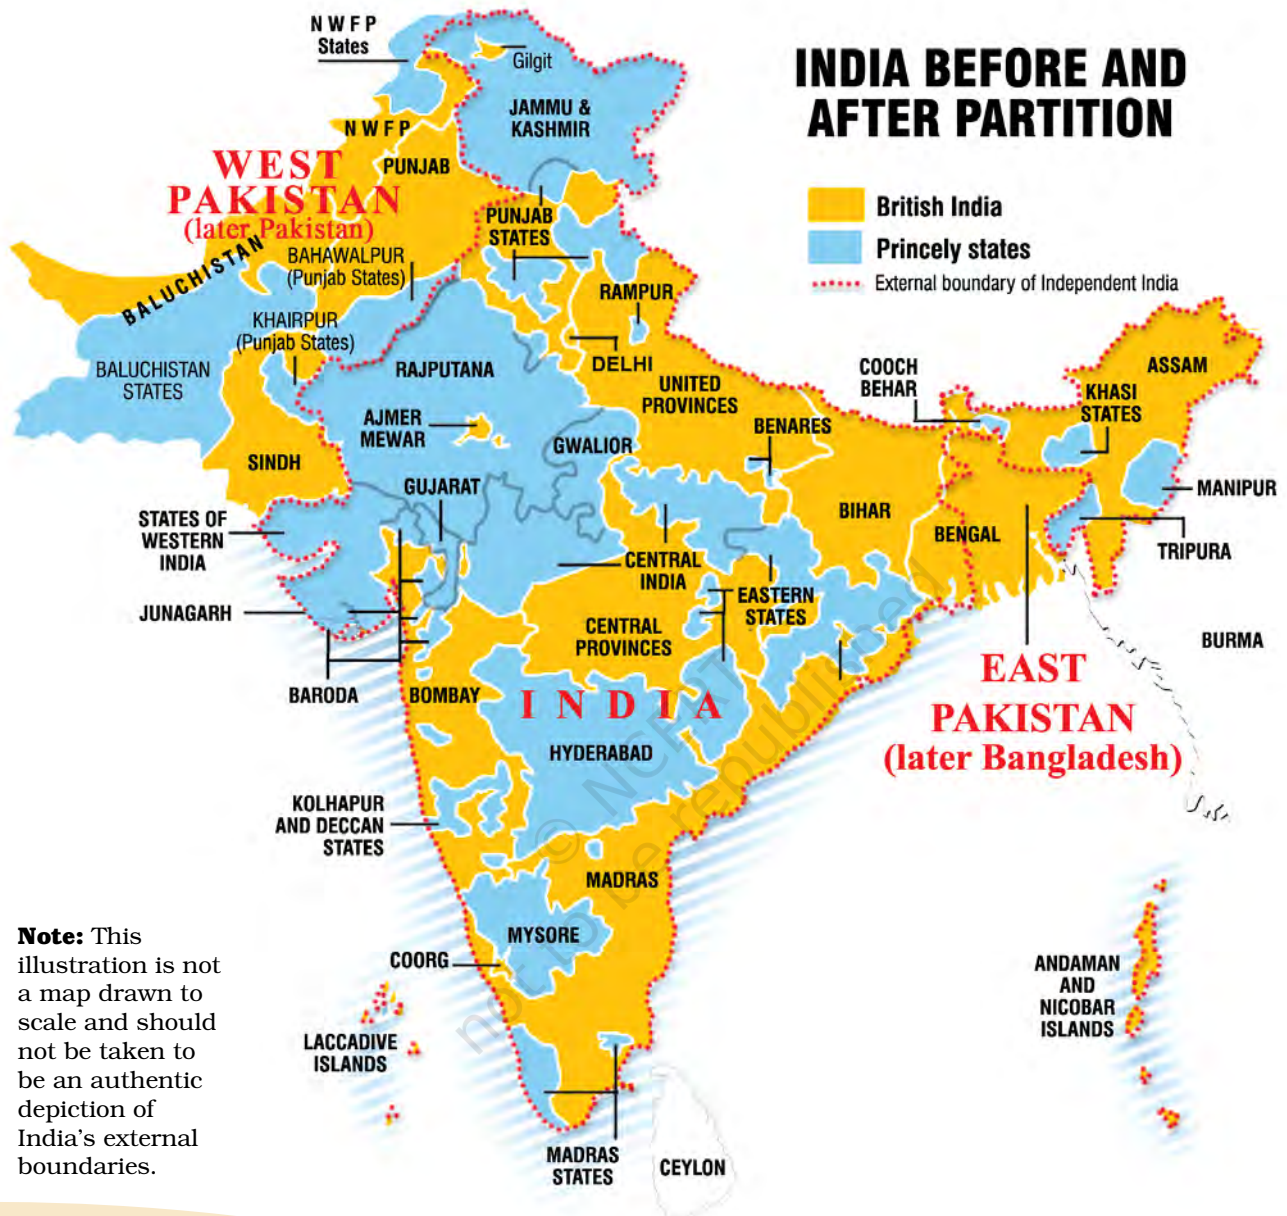 INDIA BEFORE AND
AFTER PARTITION
British India
Princely states
External boundary of Independent India
N W F P
States
Gilgit
JAMMU &
KASHMIR
N W F P
WEST
PAKISTAN
(later Pakistan)
PUNJAB
PUNJAB
STATES
BALUCHISTAN
BAHAWALPUR
(Punjab States)
RAMPUR
KHAIRPUR
(Punjab States)
BALUCHISTAN
STATES
RAJPUTANA
DELHI
UNITED
PROVINCES
COOCH
BEHAR
ASSAM
KHASI
STATES
AJMER
MEWAR
GWALIOR
BENARES
SINDH
GUJARAT
MANIPUR
STATES OF
WESTERN
INDIA
BIHAR
BENGAL
TRIPURA
CENTRAL
INDIA
EASTERN
STATES
JUNAGARH
CENTRAL
PROVINCES
BURMA
BARODA
BOMBAY
INDIA
EAST
PAKISTAN
(later Bangladesh)
HYDERABAD
KOLHAPUR
AND DECCAN
STATES
MADRAS
MYSORE
COORG
ANDAMAN
AND
NICOBAR
ISLANDS
LACCADIVE
ISLANDS
MADRAS
STATES
CEYLON
Note: This
illustration is not
a map drawn to
scale and should
not be taken to
be an authentic
depiction of
India's external
boundaries.
© NCERT
not to be republished